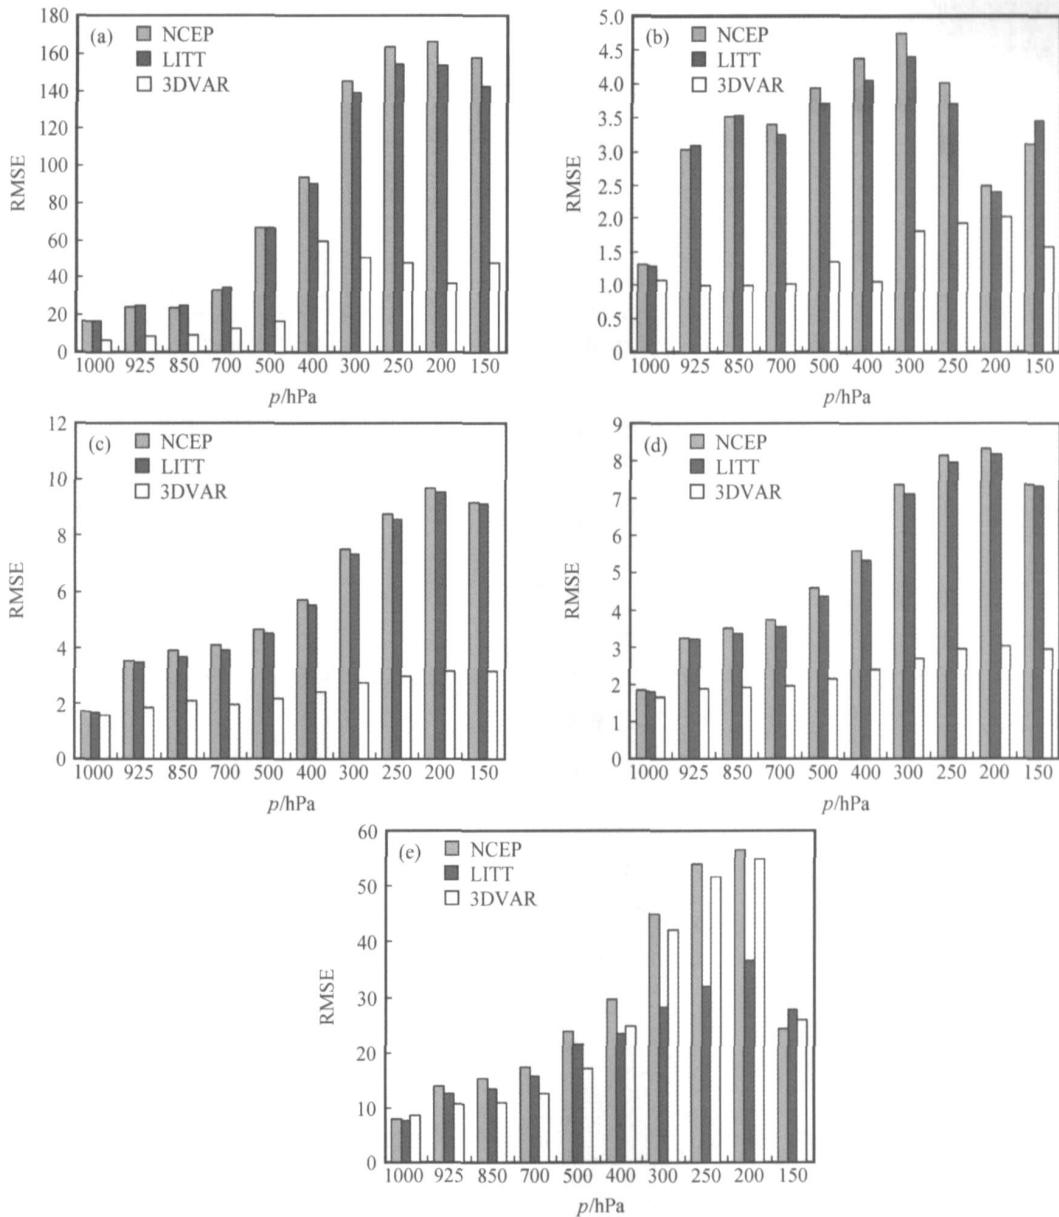 (a)
NCEP
LITT
3DVAR
RMSE
180
160
140
120
100
80
60
40
20
0
1000 925 850 700 500 400 300 250 200 150
p/hPa
(b)
NCEP
LITT
3DVAR
RMSE
5.0
4.5
4.0
3.5
3.0
2.5
2.0
1.5
1.0
0.5
0.0
1000 925 850 700 500 400 300 250 200 150
p/hPa
(c)
NCEP
LITT
3DVAR
RMSE
12
10
8
6
4
2
0
1000 925 850 700 500 400 300 250 200 150
p/hPa
(d)
NCEP
LITT
3DVAR
RMSE
9
8
7
6
5
4
3
2
1
0
1000 925 850 700 500 400 300 250 200 150
p/hPa
(e)
NCEP
LITT
3DVAR
RMSE
60
50
40
30
20
10
0
1000 925 850 700 500 400 300 250 200 150
p/hPa